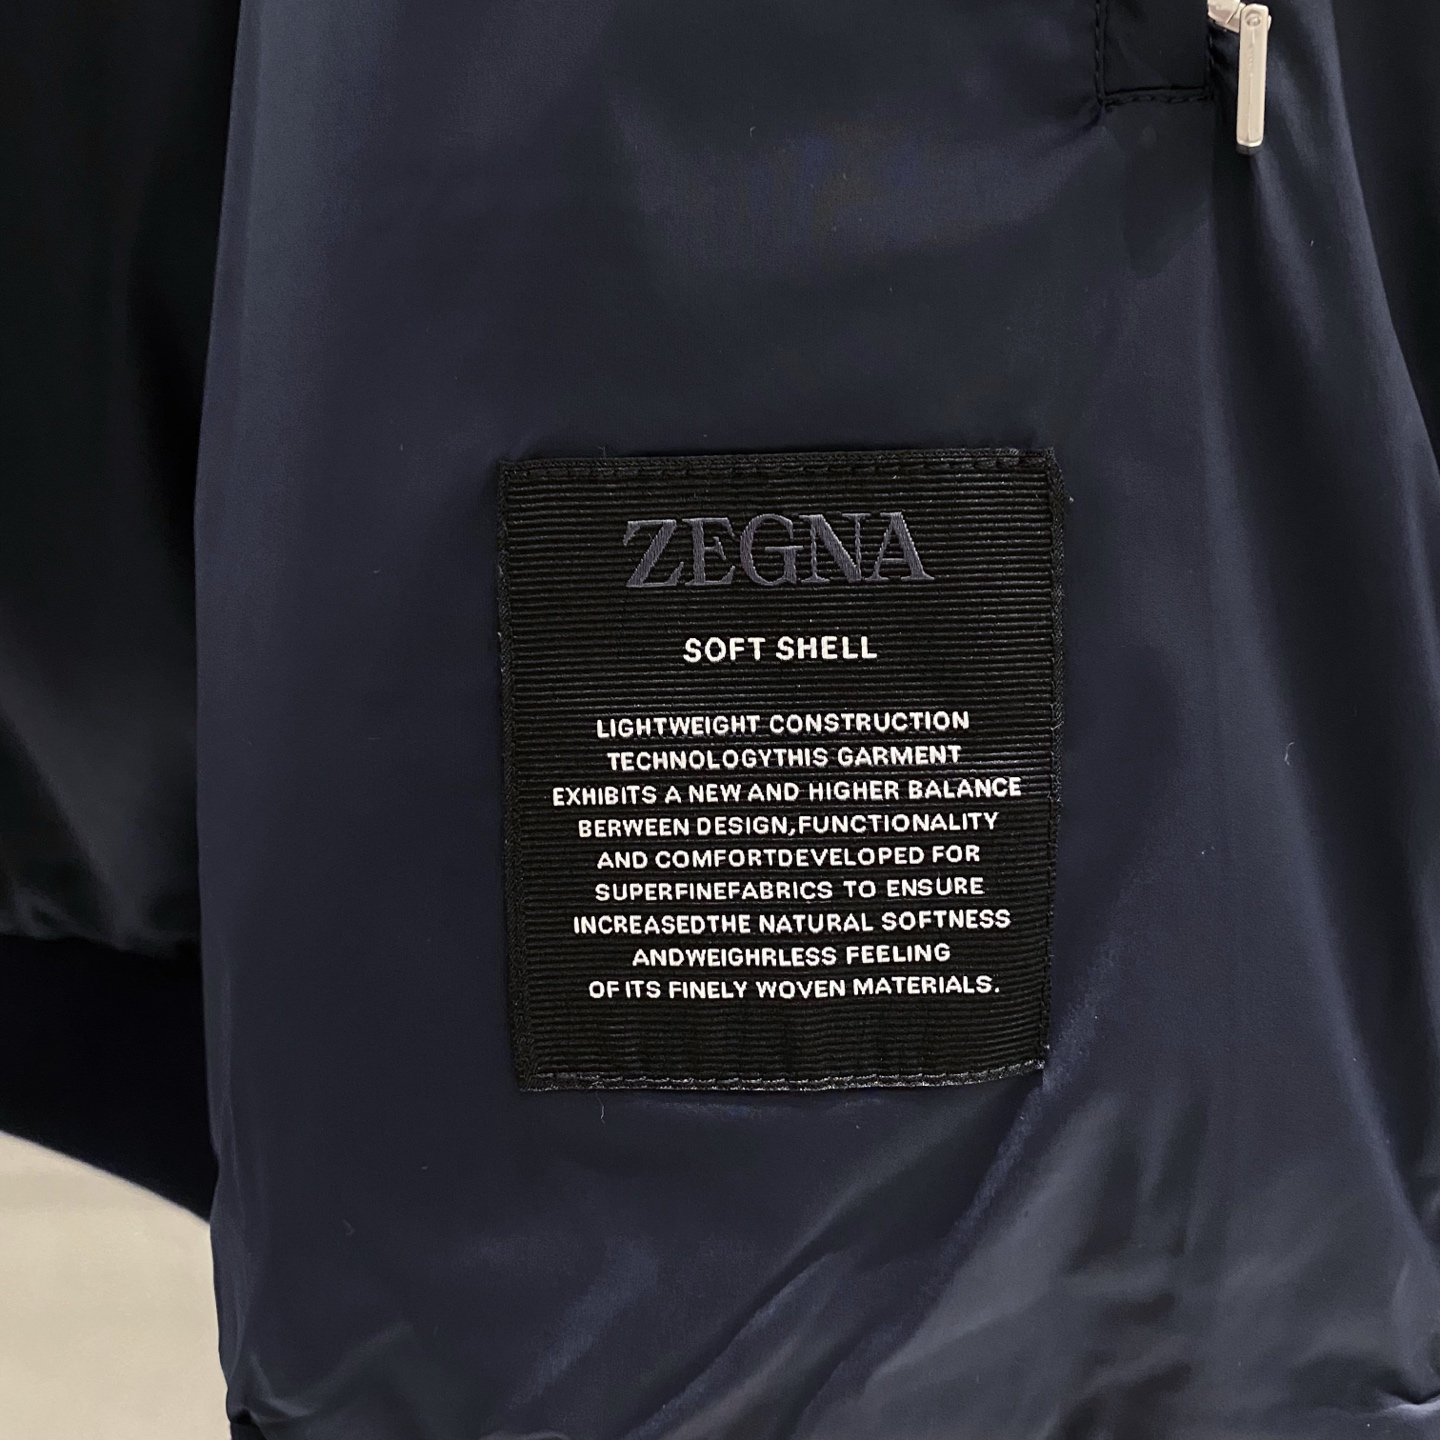 ZEGNA
SOFT SHELL
LIGHTWEIGHT CONSTRUCTION
TECHNOLOGYTHIS GARMENT
EXHIBITS A NEW AND HIGHER BALANCE
BERWEEN DESIGN,FUNCTIONALITY
AND COMFORTDEVELOPED FOR
SUPERFINEFABRICS TO ENSURE
INCREASEDTHE NATURAL SOFTNESS
ANDWEIGHRLESS FEELING
OF ITS FINELY WOVEN MATERIALS.